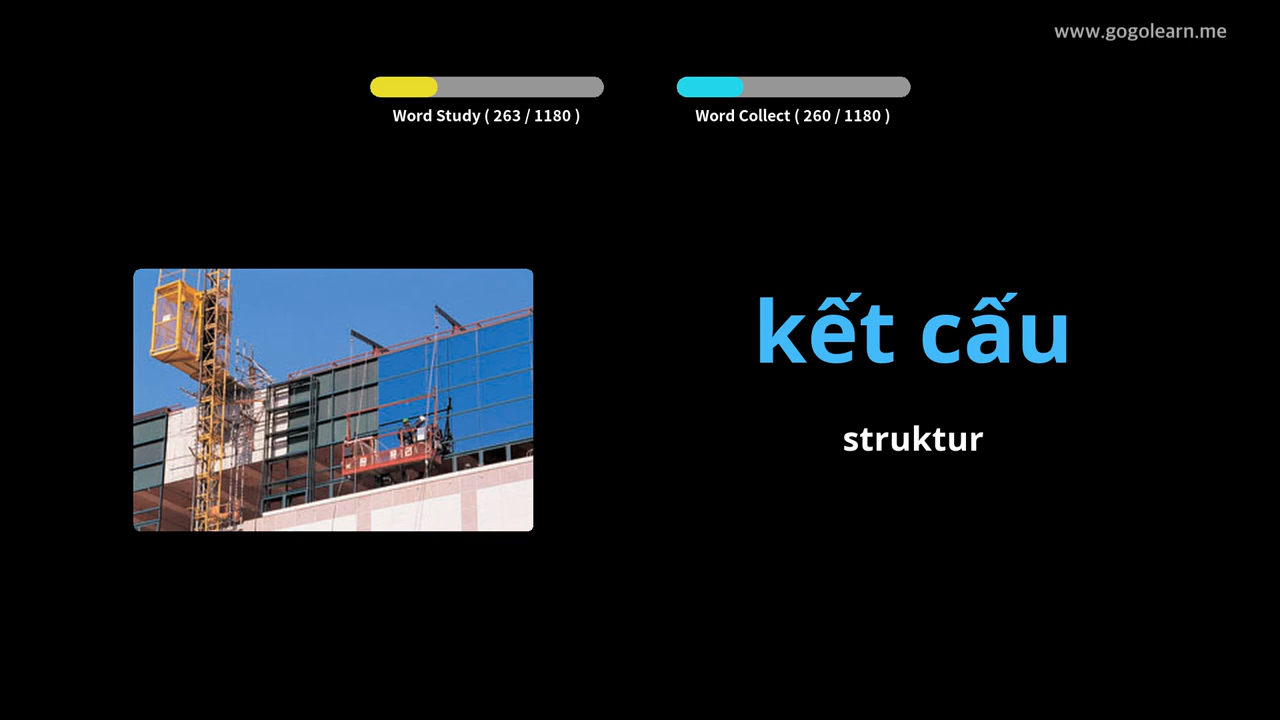 www.gogolearn.me
Word Study ( 263 / 1180 )
Word Collect ( 260 / 1180 )
kết cấu
struktur